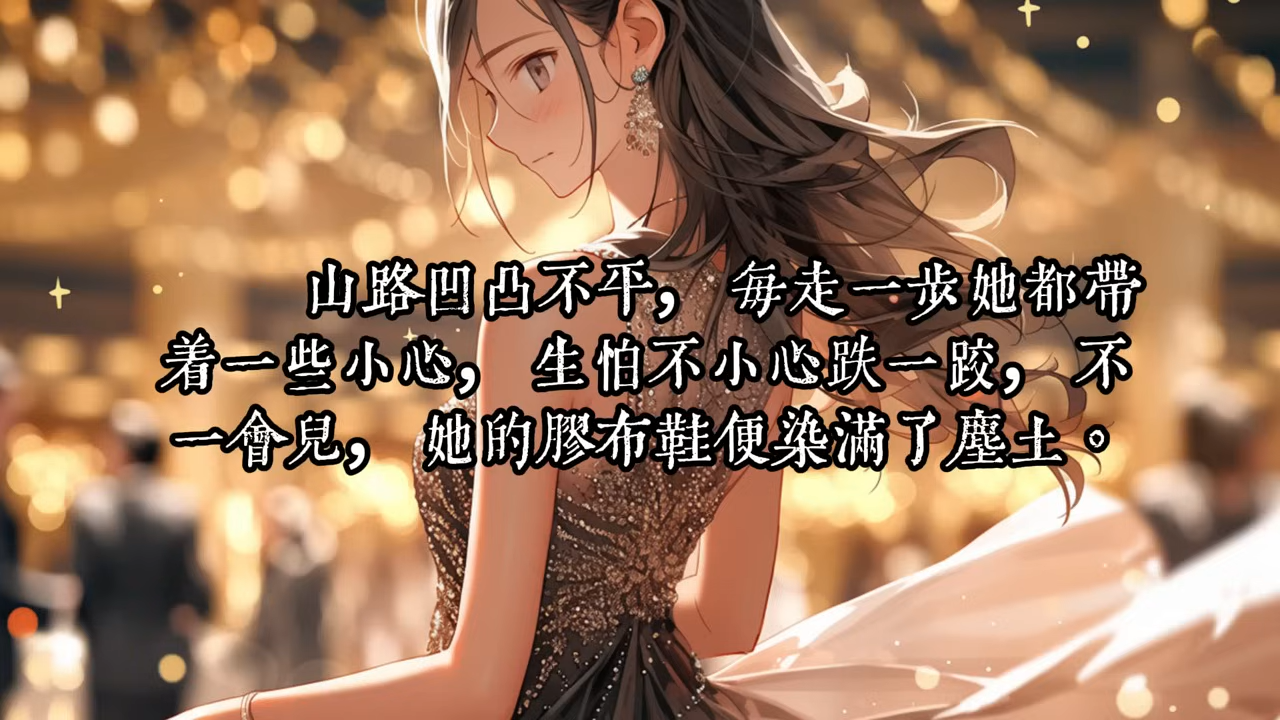 山路凹凸不平，每走一步她都帶
着一些小心，生怕不小心跌一跤，不
一會兒，她的膠布鞋便染滿了塵土。